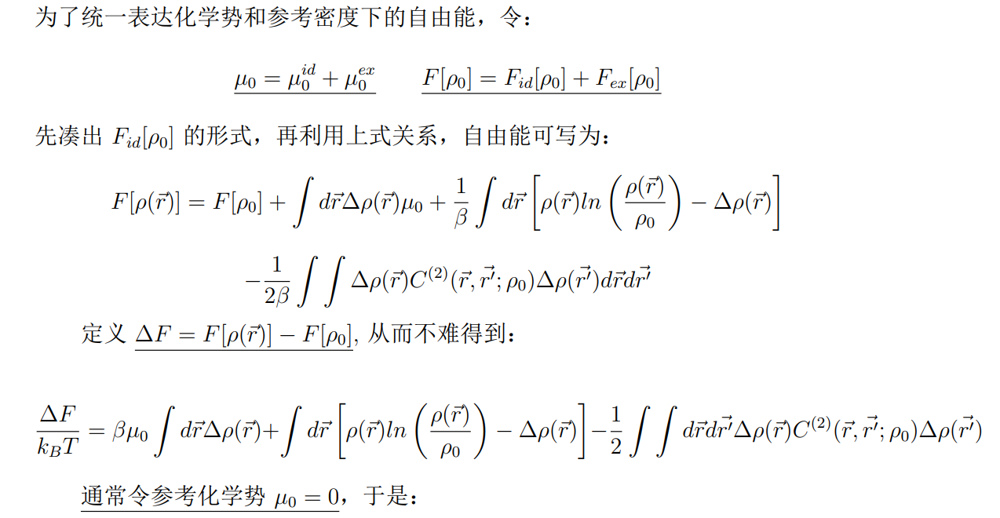 为了统一表达化学势和参考密度下的自由能，令：
$\mu_0 = \mu_0^{id} + \mu_0^{ex} \qquad F[\rho_0] = F_{id}[\rho_0] + F_{ex}[\rho_0]$
先凑出 $F_{id}[\rho_0]$ 的形式，再利用上式关系，自由能可写为：
$F[\rho(\vec{r})] = F[\rho_0] + \int d\vec{r} \Delta\rho(\vec{r})\mu_0 + \frac{1}{\beta} \int d\vec{r} \left[ \rho(\vec{r}) ln \left( \frac{\rho(\vec{r})}{\rho_0} \right) - \Delta\rho(\vec{r}) \right]$
$-\frac{1}{2\beta} \int \int \Delta\rho(\vec{r}) C^{(2)}(\vec{r}, \vec{r'}; \rho_0) \Delta\rho(\vec{r'}) d\vec{r} d\vec{r'}$
定义 $\Delta F = F[\rho(\vec{r})] - F[\rho_0]$, 从而不难得到：
$\frac{\Delta F}{k_B T} = \beta\mu_0 \int d\vec{r} \Delta\rho(\vec{r}) + \int d\vec{r} \left[ \rho(\vec{r}) ln \left( \frac{\rho(\vec{r})}{\rho_0} \right) - \Delta\rho(\vec{r}) \right] - \frac{1}{2} \int \int d\vec{r} d\vec{r'} \Delta\rho(\vec{r}) C^{(2)}(\vec{r}, \vec{r'}; \rho_0) \Delta\rho(\vec{r'})$
通常令参考化学势 $\mu_0 = 0$，于是：